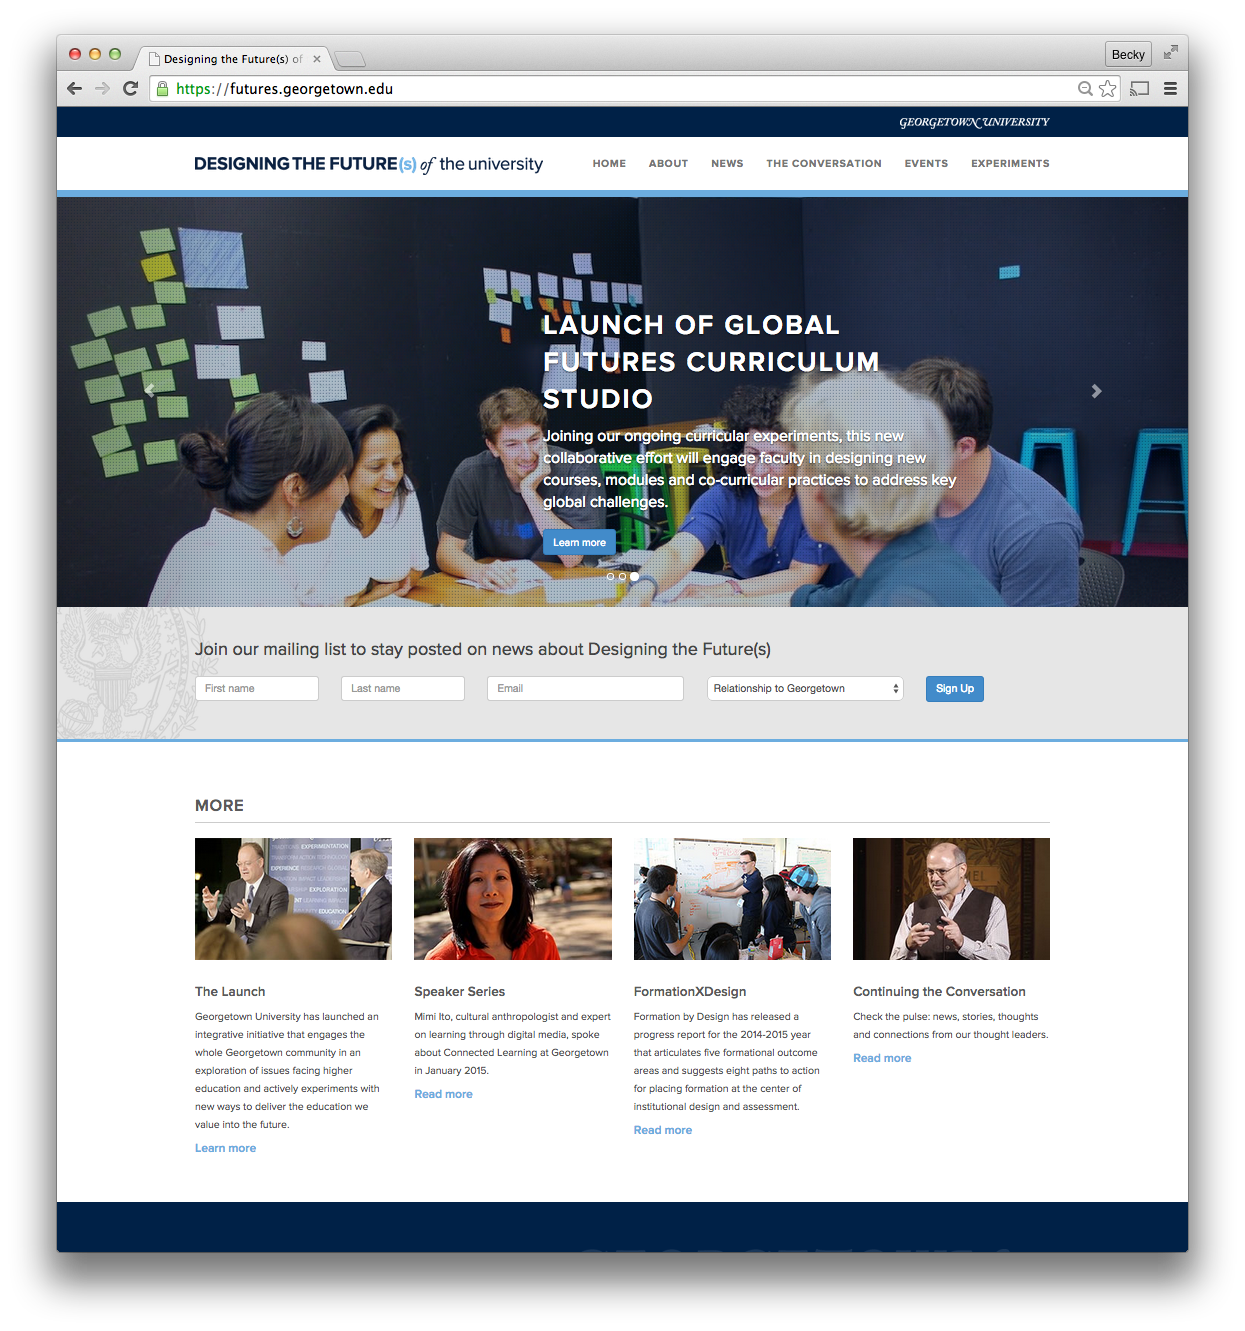 Designing the Future(s) of
Becky
https://futures.georgetown.edu
GEORGETOWN UNIVERSITY
DESIGNING THE FUTURE(s) of the university
HOME ABOUT NEWS THE CONVERSATION EVENTS EXPERIMENTS
LAUNCH OF GLOBAL
FUTURES CURRICULUM
STUDIO
Joining our ongoing curricular experiments, this new
collaborative effort will engage faculty in designing new
courses, modules and co-curricular practices to address key
global challenges.
Learn more
Join our mailing list to stay posted on news about Designing the Future(s)
First name Last name Email Relationship to Georgetown Sign Up
MORE
TRADITIONS EXPERIMENTATION
EXPERIENCE RESEARCH GLOBAL
EXPLORATION
EDUCATION
The Launch
Georgetown University has launched an
integrative initiative that engages the
whole Georgetown community in an
exploration of issues facing higher
education and actively experiments with
new ways to deliver the education we
value into the future.
Learn more
Speaker Series
Mimi Ito, cultural anthropologist and expert
on learning through digital media, spoke
about Connected Learning at Georgetown
in January 2015.
Read more
FormationXDesign
Formation by Design has released a
progress report for the 2014-2015 year
that articulates five formational outcome
areas and suggests eight paths to action
for placing formation at the center of
institutional design and assessment.
Read more
Continuing the Conversation
Check the pulse: news, stories, thoughts
and connections from our thought leaders.
Read more